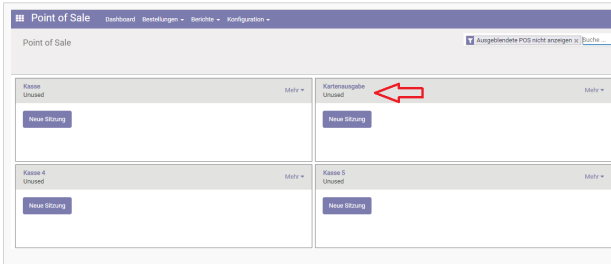 Point of Sale Dashboard Bestellungen Berichte Konfiguration
Point of Sale
Ausgeblendete POS nicht anzeigen x Suche ...
Kasse
Unused
Mehr
Neue Sitzung
Kartenausgabe
Unused
Mehr
Neue Sitzung
Kasse 4
Unused
Mehr
Neue Sitzung
Kasse 5
Unused
Mehr
Neue Sitzung